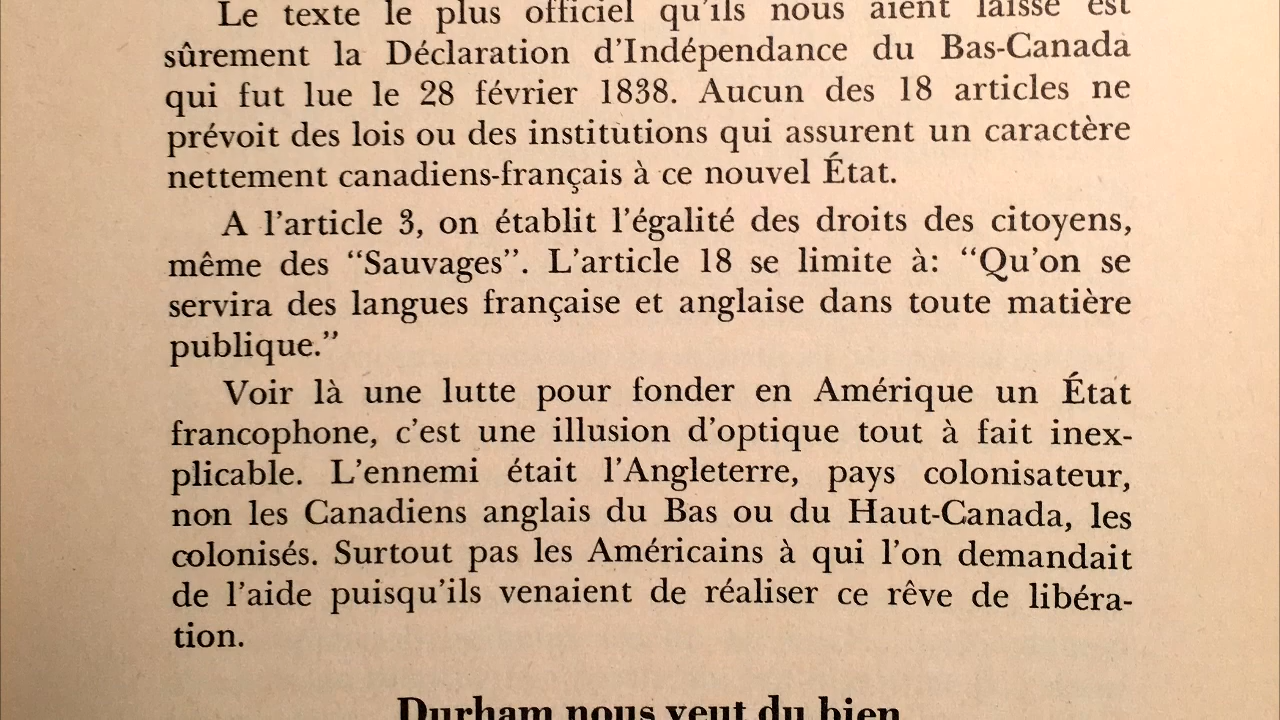 Le texte le plus officiel qu'ils nous aient laissé est
sûrement la Déclaration d'Indépendance du Bas-Canada
qui fut lue le 28 février 1838. Aucun des 18 articles ne
prévoit des lois ou des institutions qui assurent un caractère
nettement canadiens-français à ce nouvel État.
A l'article 3, on établit l'égalité des droits des citoyens,
même des “Sauvages”. L'article 18 se limite à: “Qu'on se
servira des langues française et anglaise dans toute matière
publique.”
Voir là une lutte pour fonder en Amérique un État
francophone, c'est une illusion d'optique tout à fait inex-
plicable. L'ennemi était l'Angleterre, pays colonisateur,
non les Canadiens anglais du Bas ou du Haut-Canada, les
colonisés. Surtout pas les Américains à qui l'on demandait
de l'aide puisqu'ils venaient de réaliser ce rêve de libéra-
tion.
Durham nous veut du bien